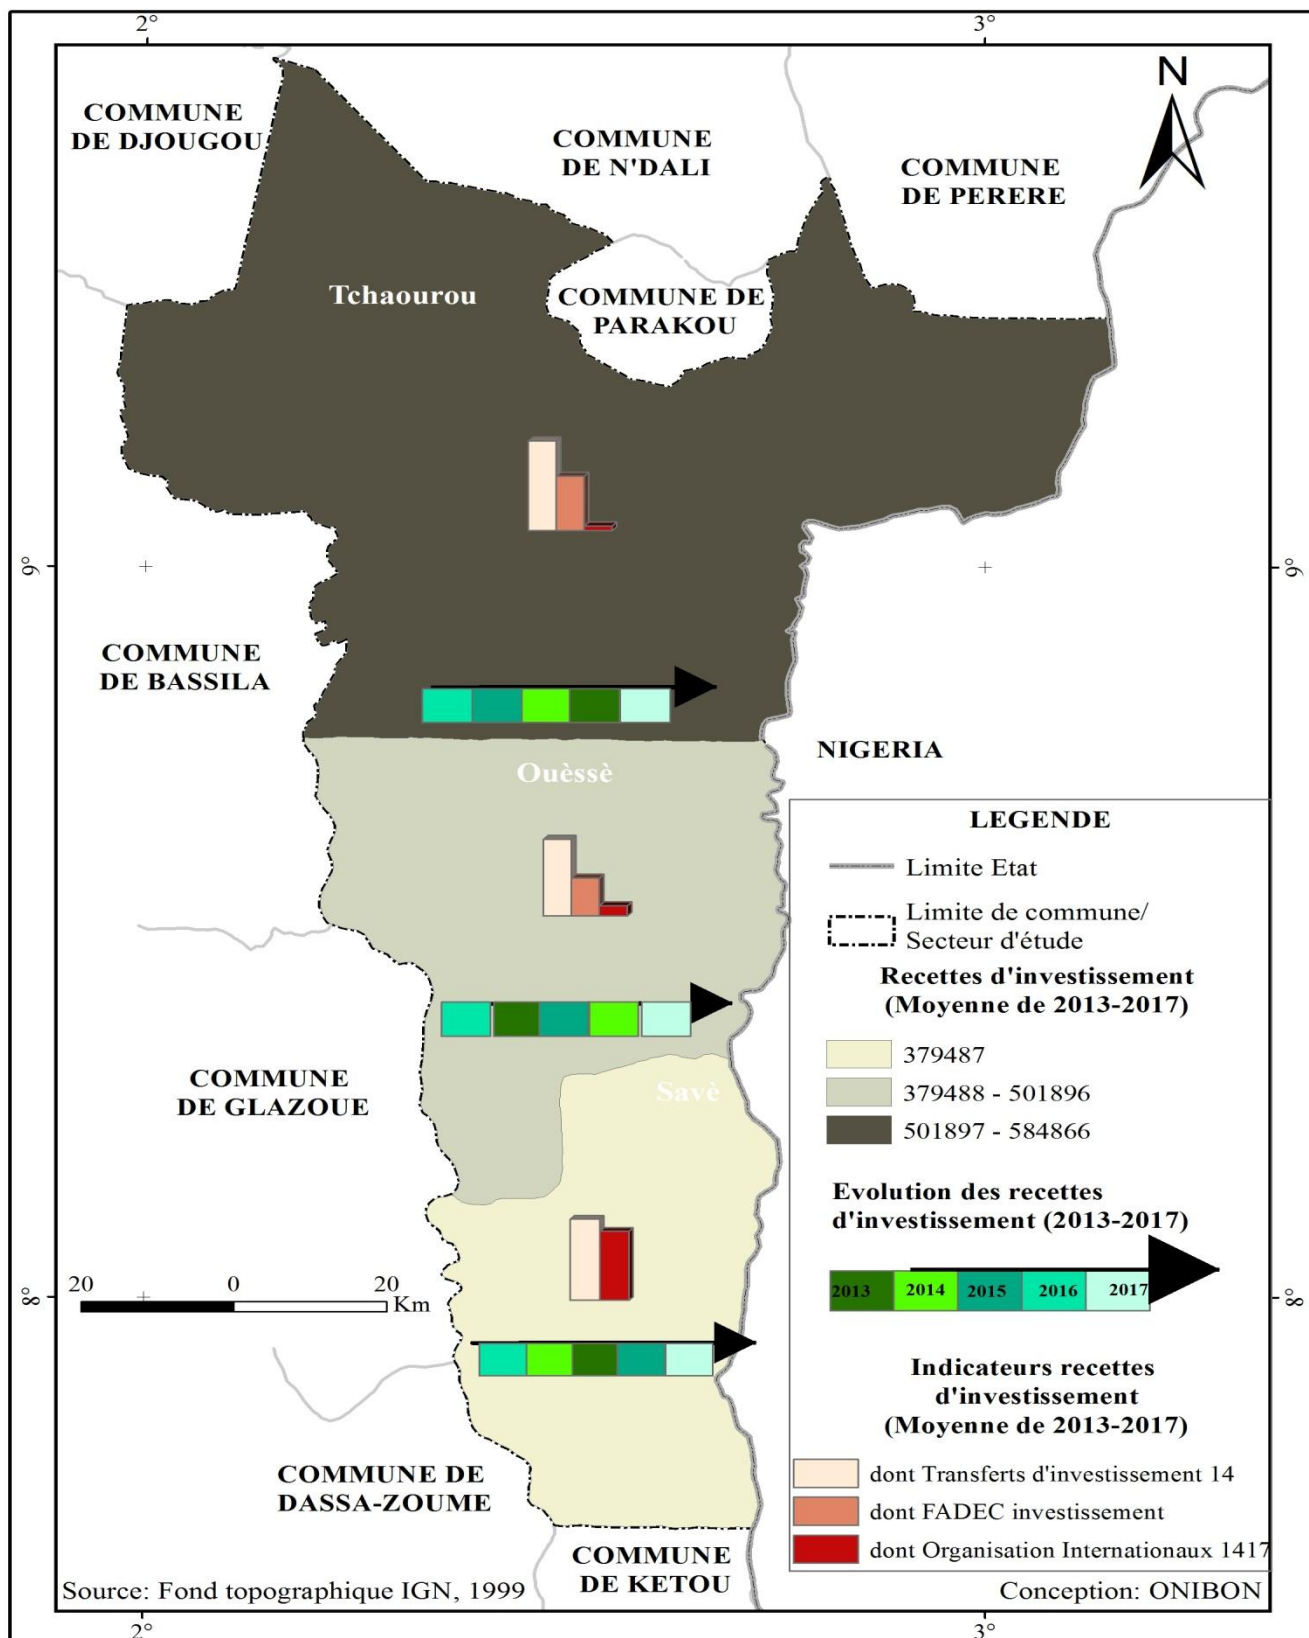 2°
3°
N
COMMUNE
DE DJOUGOU
COMMUNE
DE N'DALI
COMMUNE
DE PERERE
Tchaourou
COMMUNE DE
PARAKOU
9°
9°
COMMUNE
DE BASSILA
NIGERIA
Ouèssè
LEGENDE
Limite Etat
Limite de commune/
Secteur d'étude
Recettes d'investissement
(Moyenne de 2013-2017)
379487
379488 - 501896
501897 - 584866
COMMUNE
DE GLAZOUE
Savè
Evolution des recettes
d'investissement (2013-2017)
2013 2014 2015 2016 2017
20 0 20
Km
8°
8°
Indicateurs recettes
d'investissement
(Moyenne de 2013-2017)
dont Transferts d'investissement 14
dont FADEC investissement
dont Organisation Internationaux 1417
COMMUNE DE
DASSA-ZOUME
COMMUNE
DE KETOU
Source: Fond topographique IGN, 1999
Conception: ONIBON
2°
3°